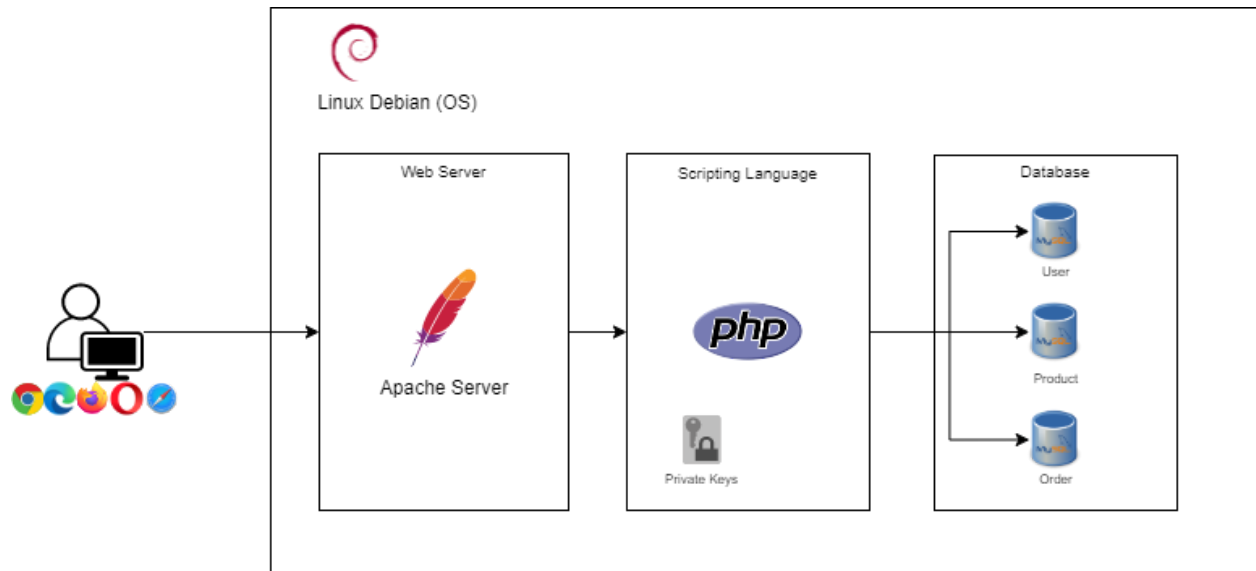 Linux Debian (OS)
Web Server
Scripting Language
Database
User
php
Product
Apache Server
Private Keys
Order